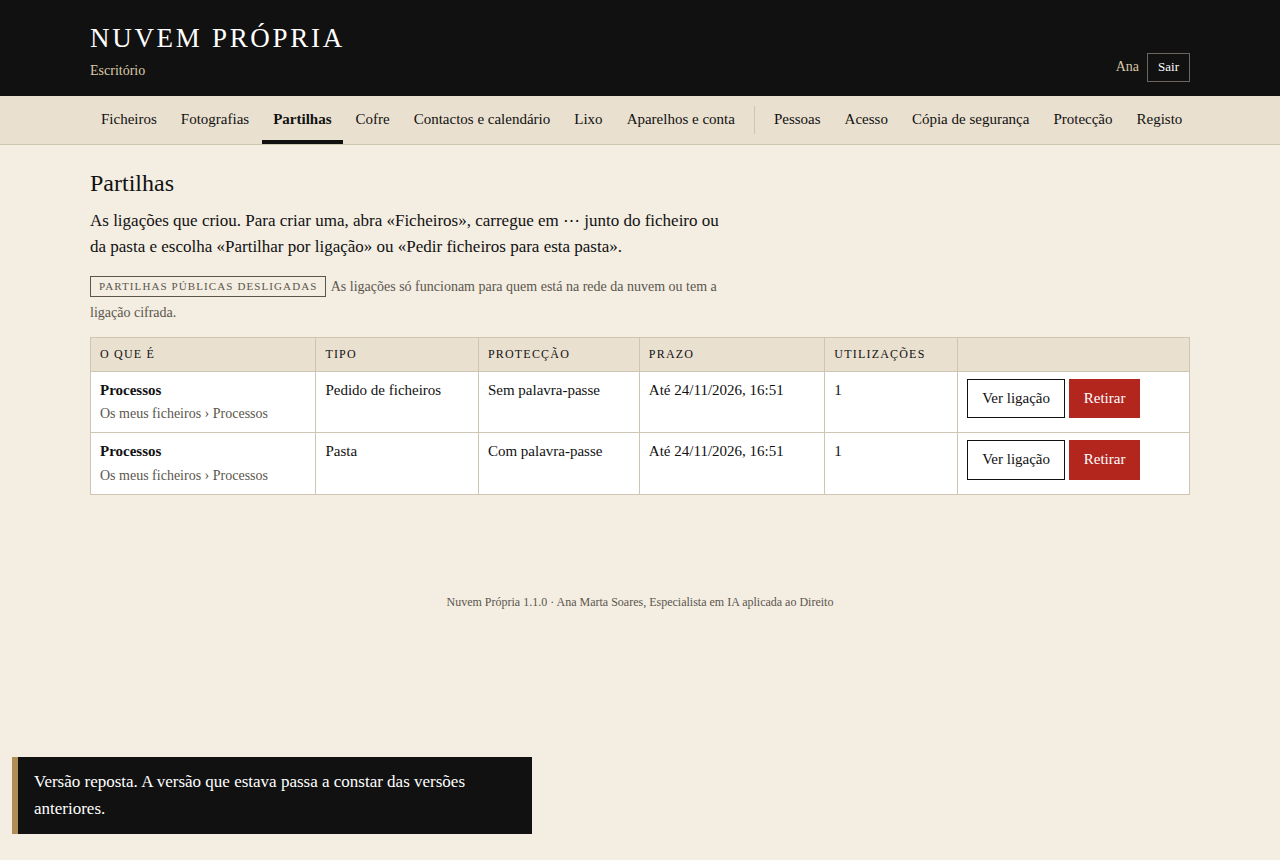 NUVEM PRÓPRIA
Escritório
Ana Sair
Ficheiros Fotografias Partilhas Cofre Contactos e calendário Lixo Aparelhos e conta Pessoas Acesso Cópia de segurança Protecção Registo
Partilhas
As ligações que criou. Para criar uma, abra «Ficheiros», carregue em ··· junto do ficheiro ou
da pasta e escolha «Partilhar por ligação» ou «Pedir ficheiros para esta pasta».
PARTILHAS PÚBLICAS DESLIGADAS As ligações só funcionam para quem está na rede da nuvem ou tem a
ligação cifrada.
O QUE É TIPO PROTECÇÃO PRAZO UTILIZAÇÕES
Processos Pedido de ficheiros Sem palavra-passe Até 24/11/2026, 16:51 1 Ver ligação Retirar
Os meus ficheiros › Processos
Processos Pasta Com palavra-passe Até 24/11/2026, 16:51 1 Ver ligação Retirar
Os meus ficheiros › Processos
Nuvem Própria 1.1.0 · Ana Marta Soares, Especialista em IA aplicada ao Direito
Versão reposta. A versão que estava passa a constar das versões
anteriores.